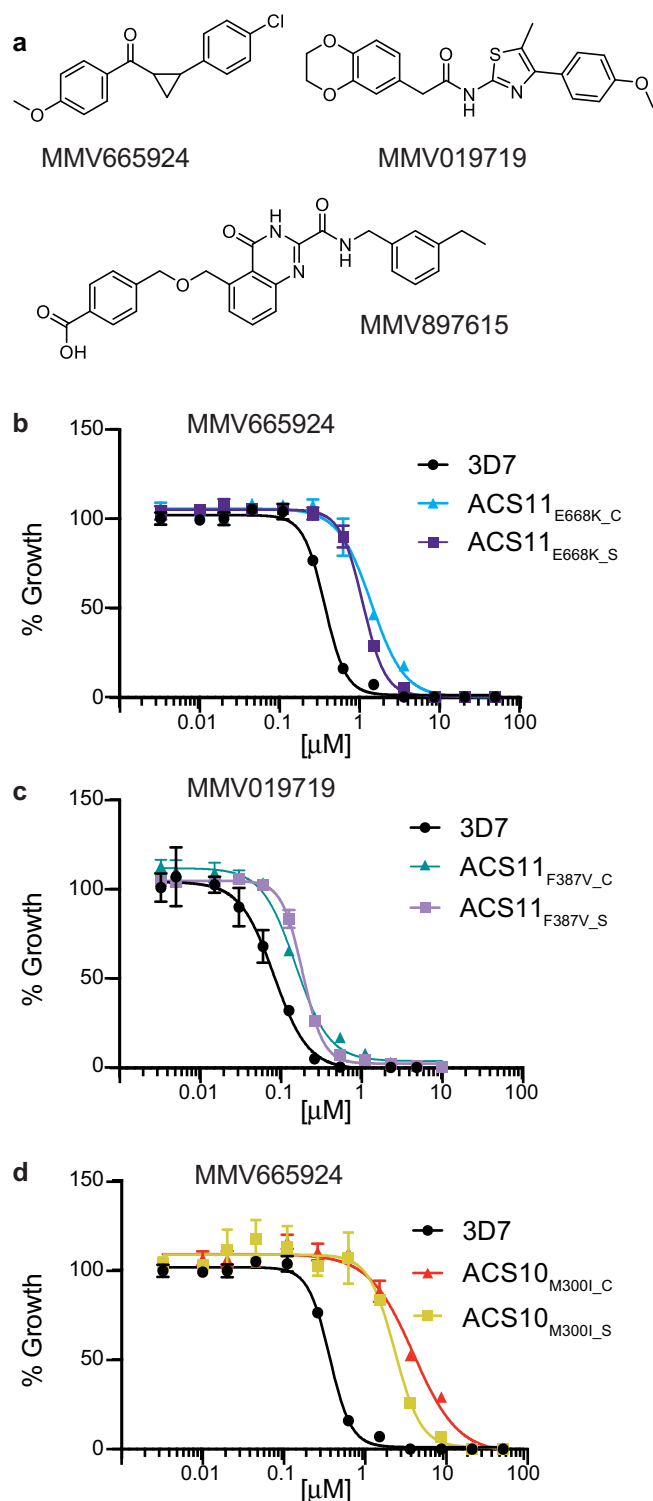 a
O
Cl
O
MMV665924
O
O
O
N
H
S
N
O
MMV019719
O
HN
O
N
N
H
O
O
OH
MMV897615
b
MMV665924
150
100
50
0
% Growth
0.01 0.1 1 10 100
[µM]
3D7
ACS11E668K_C
ACS11E668K_S
c
MMV019719
150
100
50
0
% Growth
0.01 0.1 1 10 100
[µM]
3D7
ACS11F387V_C
ACS11F387V_S
d
MMV665924
150
100
50
0
% Growth
0.01 0.1 1 10 100
[µM]
3D7
ACS10M300I_C
ACS10M300I_S